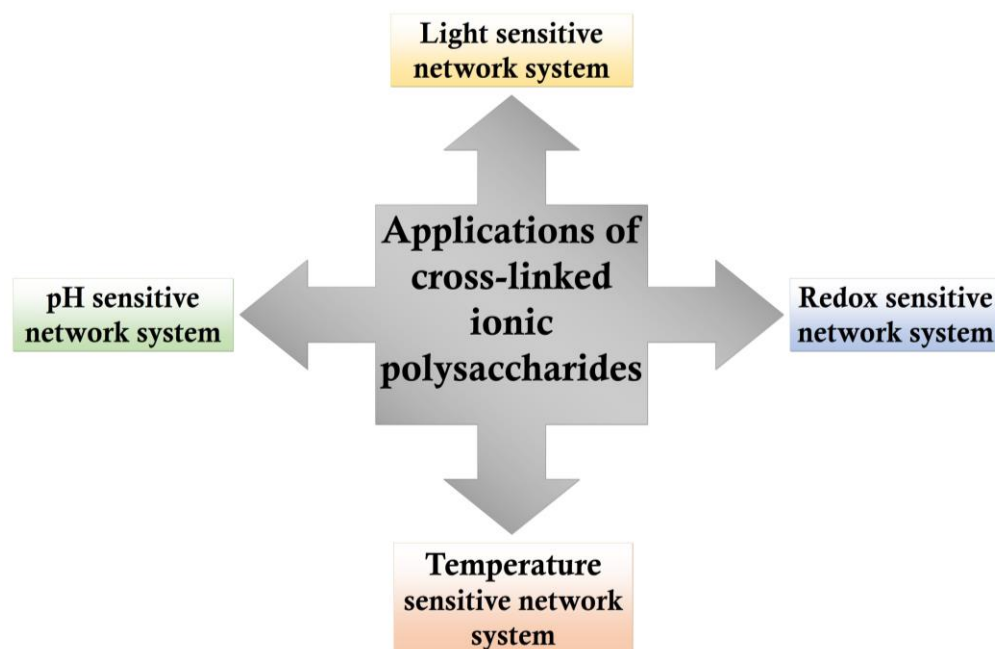 Light sensitive
network system
Applications of
cross-linked
ionic
polysaccharides
pH sensitive
network system
Redox sensitive
network system
Temperature
sensitive network
system